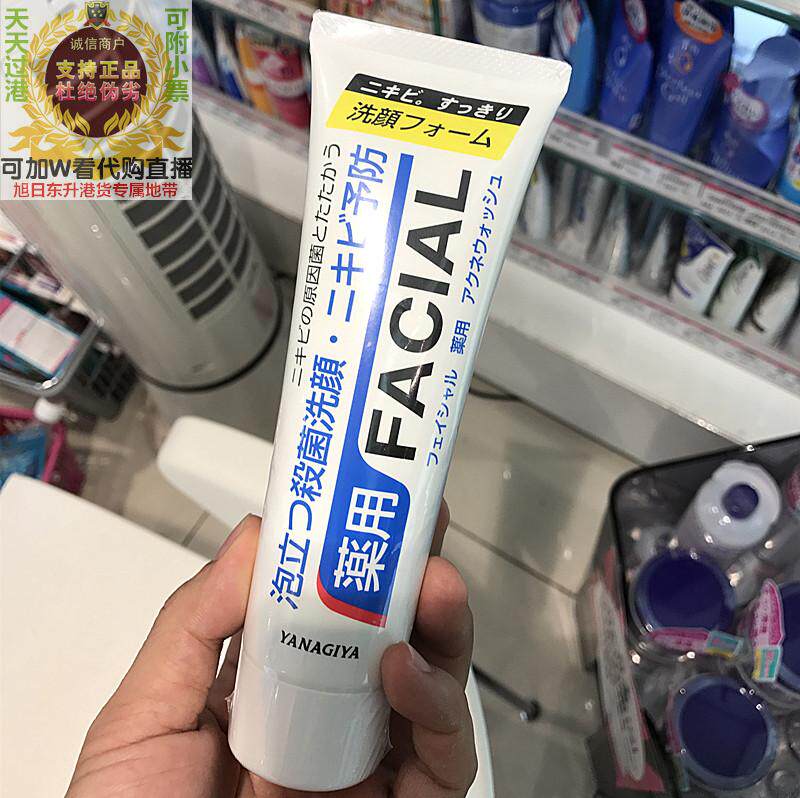 天天过港
诚信商户
支持正品
杜绝伪劣
可附小票
可加W看代购直播
旭日东升港货专属地带
ニキビ。すっきり
洗顔フォーム
ニキビの原因菌とたたかう
泡立つ殺菌洗顔・ニキビ予防
薬用 FACIAL
フェイシャル 薬用 アクネウォッシュ
YANAGIYA